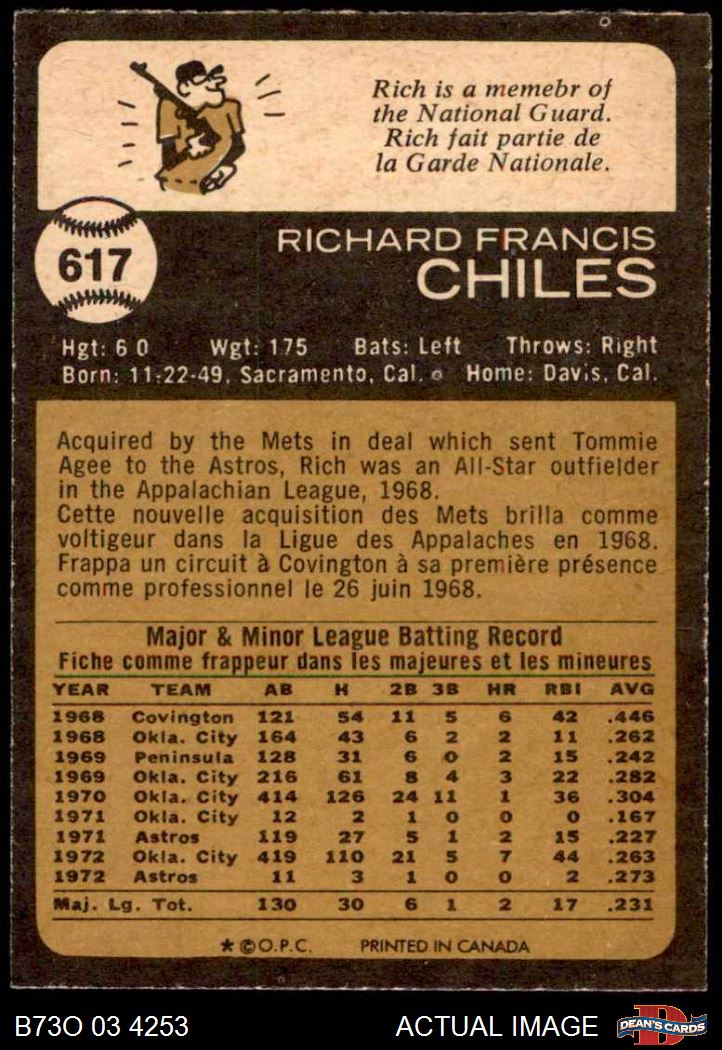 Rich is a memebr of
the National Guard.
Rich fait partie de
la Garde Nationale.
617
RICHARD FRANCIS
CHILES
Hgt: 6 0 Wgt: 175 Bats: Left Throws: Right
Born: 11-22-49, Sacramento, Cal. Home: Davis, Cal.
Acquired by the Mets in deal which sent Tommie
Agee to the Astros, Rich was an All-Star outfielder
in the Appalachian League, 1968.
Cette nouvelle acquisition des Mets brilla comme
voltigeur dans la Ligue des Appalaches en 1968.
Frappa un circuit à Covington à sa première présence
comme professionnel le 26 juin 1968.
Major & Minor League Batting Record
Fiche comme frappeur dans les majeures et les mineures
YEAR TEAM AB H 2B 3B HR RBI AVG
1968 Covington 121 54 11 5 6 42 .446
1968 Okla. City 164 43 6 2 2 11 .262
1969 Peninsula 128 31 6 0 2 15 .242
1969 Okla. City 216 61 8 4 3 22 .282
1970 Okla. City 414 126 24 11 1 36 .304
1971 Okla. City 12 2 1 0 0 0 .167
1971 Astros 119 27 5 1 2 15 .227
1972 Okla. City 419 110 21 5 7 44 .263
1972 Astros 11 3 1 0 0 2 .273
Maj. Lg. Tot. 130 30 6 1 2 17 .231
★ © O.P.C. PRINTED IN CANADA
B73O 03 4253 ACTUAL IMAGE DEAN'S CARDS